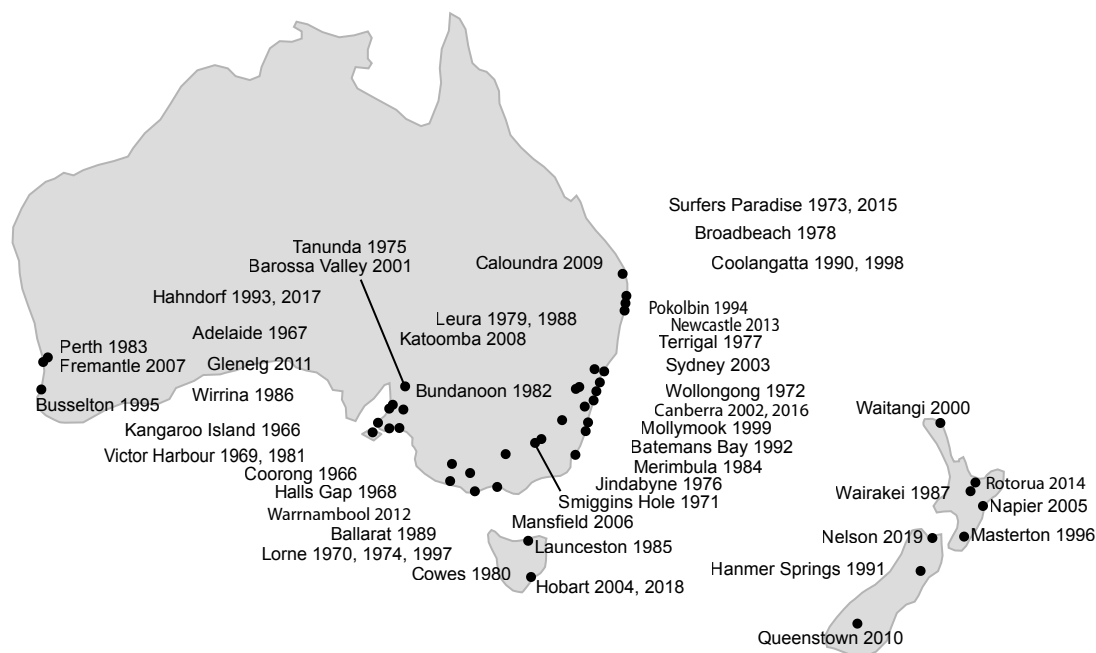 Surfers Paradise 1973, 2015
Broadbeach 1978
Tanunda 1975
Barossa Valley 2001
Caloundra 2009
Coolangatta 1990, 1998
Hahndorf 1993, 2017
Pokolbin 1994
Leura 1979, 1988
Newcastle 2013
Adelaide 1967
Katoomba 2008
Terrigal 1977
Perth 1983
Fremantle 2007
Glenelg 2011
Sydney 2003
Busselton 1995
Wirrina 1986
Bundanoon 1982
Wollongong 1972
Canberra 2002, 2016
Waitangi 2000
Kangaroo Island 1966
Mollymook 1999
Batemans Bay 1992
Victor Harbour 1969, 1981
Merimbula 1984
Coorong 1966
Jindabyne 1976
Rotorua 2014
Halls Gap 1968
Smiggins Hole 1971
Wairakei 1987
Napier 2005
Warrnambool 2012
Mansfield 2006
Ballarat 1989
Nelson 2019
Masterton 1996
Lorne 1970, 1974, 1997
Launceston 1985
Cowes 1980
Hanmer Springs 1991
Hobart 2004, 2018
Queenstown 2010